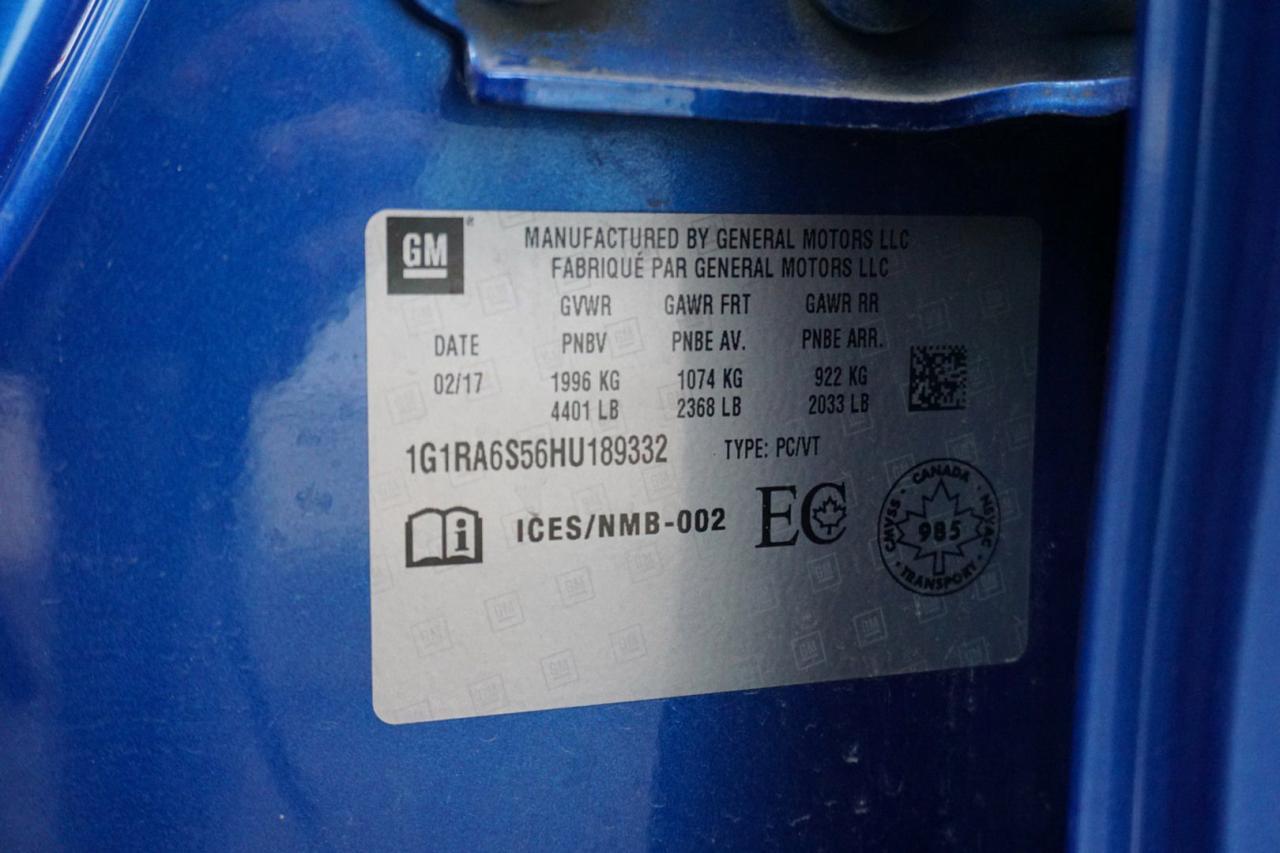 GM
MANUFACTURED BY GENERAL MOTORS LLC
FABRIQUÉ PAR GENERAL MOTORS LLC
GVWR GAWR FRT GAWR RR
DATE PNBV PNBE AV. PNBE ARR.
02/17 1996 KG 1074 KG 922 KG
4401 LB 2368 LB 2033 LB
1G1RA6S56HU189332 TYPE: PC/VT
ICES/NMB-002 EC
CANADA
CMVSS 985 NSVAC
TRANSPORT